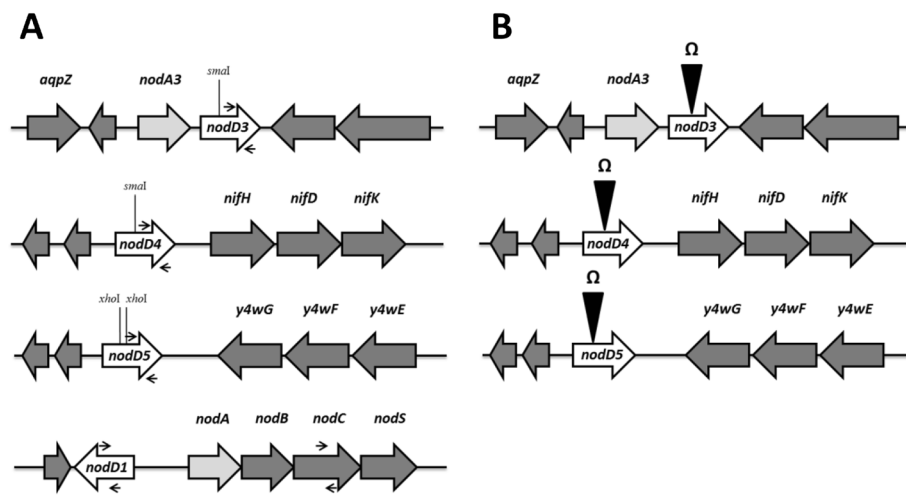 A
aqpZ nodA3
smaI
nodD3
smaI
nifH nifD nifK
nodD4
xhoI xhoI
y4wG y4wF y4wE
nodD5
nodA nodB nodC nodS
nodD1
B
Ω
aqpZ nodA3
nodD3
Ω
nifH nifD nifK
nodD4
Ω
y4wG y4wF y4wE
nodD5